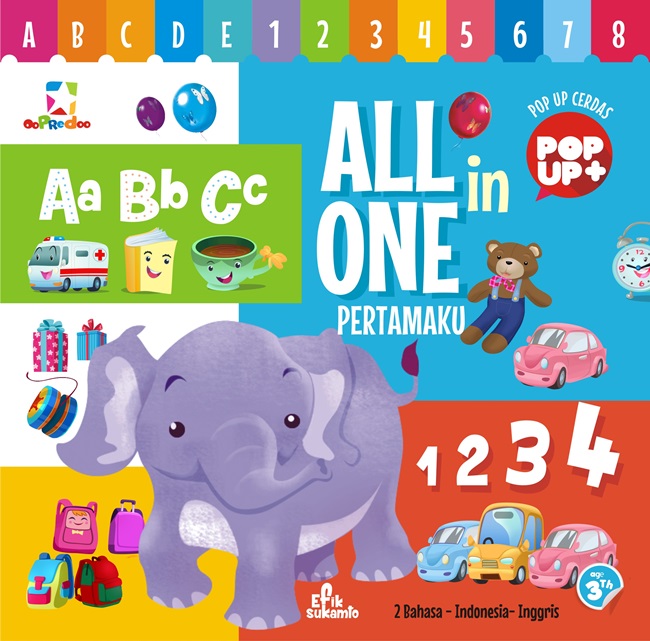 A B C D E 1 2 3 4 5 6 7 8
OoPredoo
POP UP CERDAS
POP
UP+
Aa Bb Cc
ALL in
ONE
PERTAMAKU
1 2 3 4
age:
3Th
Efik
sukamto
2 Bahasa - Indonesia- Inggris